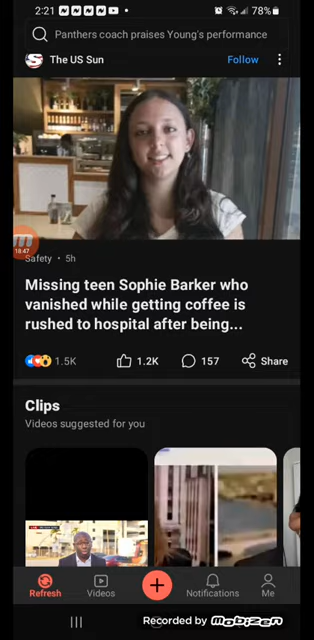 2:21
78%
Panthers coach praises Young's performance
The US Sun
Follow
18:47
Safety • 5h
Missing teen Sophie Barker who
vanished while getting coffee is
rushed to hospital after being...
1.5K
1.2K
157
Share
Clips
Videos suggested for you
Refresh
Videos
Notifications
Me
Recorded by mobizen